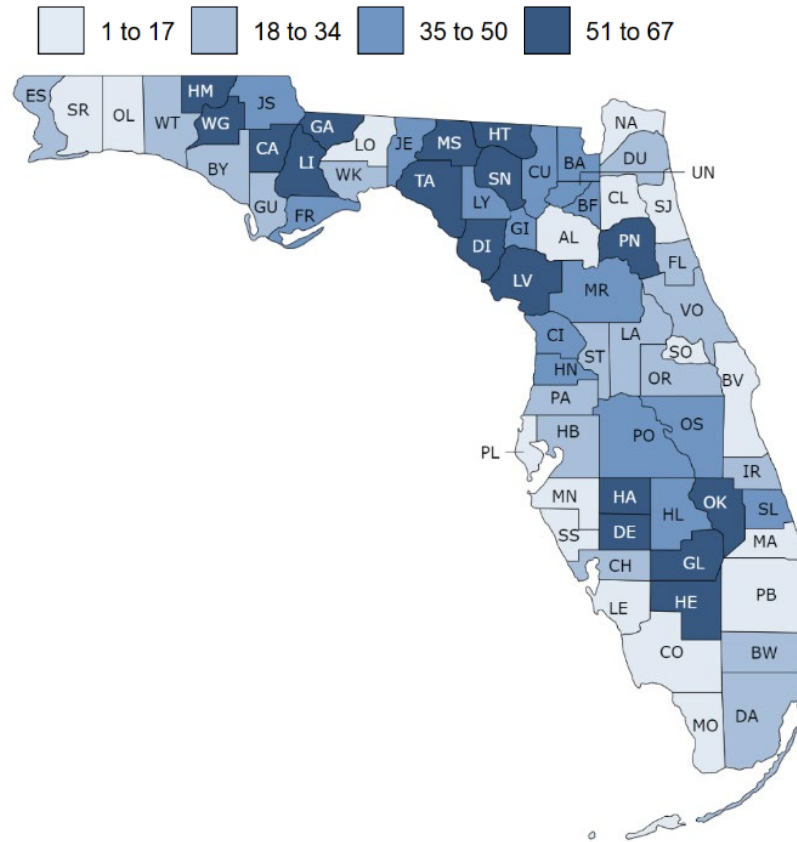 1 to 17 18 to 34 35 to 50 51 to 67
ES SR OL WT HM JS
WG
BY CA LI GA LO JE MS HT
GU FR WK TA SN CU BA
NA
DU
UN
LY BF CL SJ
DI GI AL PN
FL
LV MR
VO
CI ST LA SO
HN OR BV
PA
HB PO OS
PL
IR
MN HA HL OK SL
SS DE MA
CH GL
LE HE PB
CO BW
MO DA